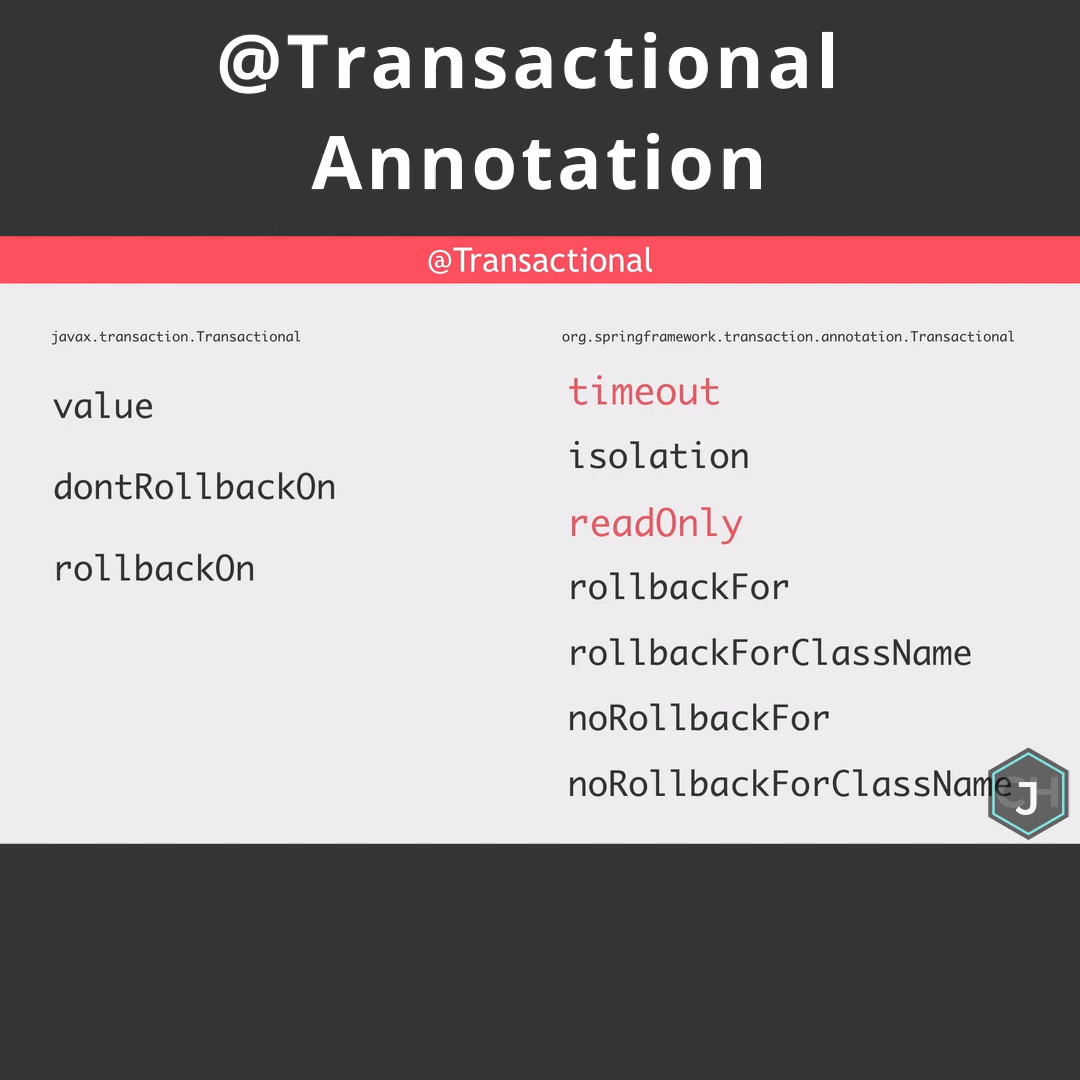 @Transactional
Annotation
@Transactional
javax.transaction.Transactional
value
dontRollbackOn
rollbackOn
org.springframework.transaction.annotation.Transactional
timeout
isolation
readOnly
rollbackFor
rollbackForClassName
noRollbackFor
noRollbackForClassName
CH
J